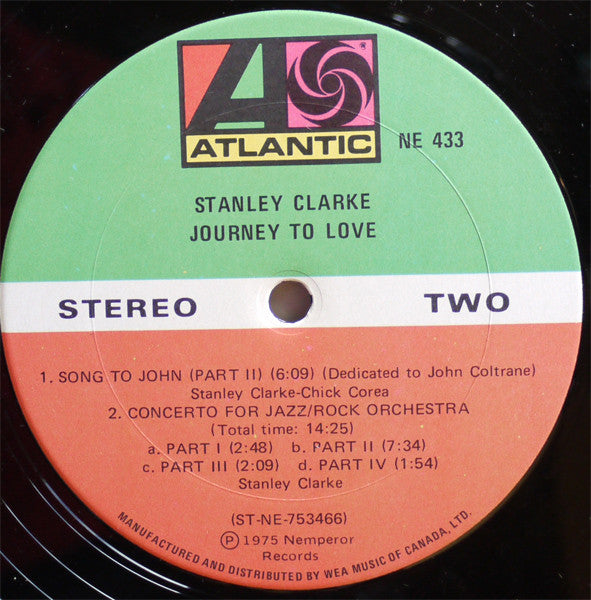 ATLANTIC
NE 433
STANLEY CLARKE
JOURNEY TO LOVE
STEREO TWO
1. SONG TO JOHN (PART II) (6:09) (Dedicated to John Coltrane)
Stanley Clarke-Chick Corea
2. CONCERTO FOR JAZZ/ROCK ORCHESTRA
(Total time: 14:25)
a. PART I (2:48) b. PART II (7:34)
c. PART III (2:09) d. PART IV (1:54)
Stanley Clarke
(ST-NE-753466)
Ⓟ 1975 Nemperor
Records
MANUFACTURED AND DISTRIBUTED BY WEA MUSIC OF CANADA, LTD.